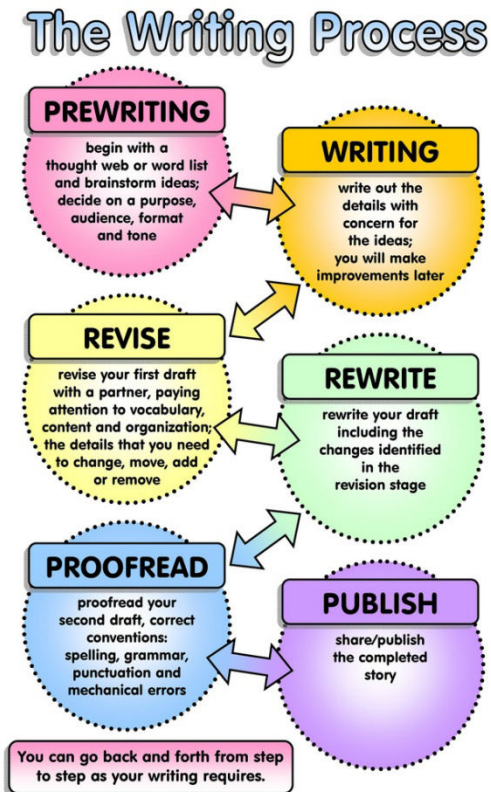 The Writing Process
PREWRITING
begin with a
thought web or word list
and brainstorm ideas;
decide on a purpose,
audience, format
and tone
WRITING
write out the
details with
concern for
the ideas;
you will make
improvements later
REVISE
revise your first draft
with a partner, paying
attention to vocabulary,
content and organization;
the details that you need
to change, move, add
or remove
REWRITE
rewrite your draft
including the
changes identified
in the
revision stage
PROOFREAD
proofread your
second draft, correct
conventions:
spelling, grammar,
punctuation and
mechanical errors
PUBLISH
share/publish
the completed
story
You can go back and forth from step
to step as your writing requires.